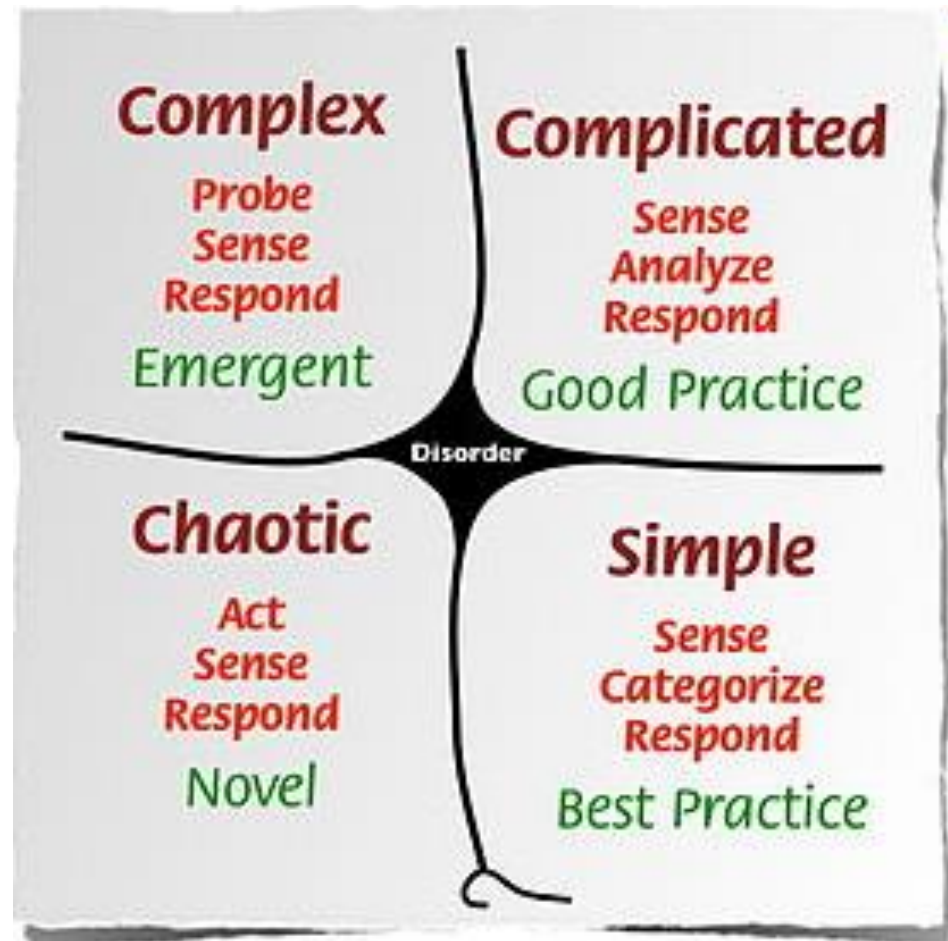 Complex
Probe
Sense
Respond
Emergent
Complicated
Sense
Analyze
Respond
Good Practice
Disorder
Chaotic
Act
Sense
Respond
Novel
Simple
Sense
Categorize
Respond
Best Practice